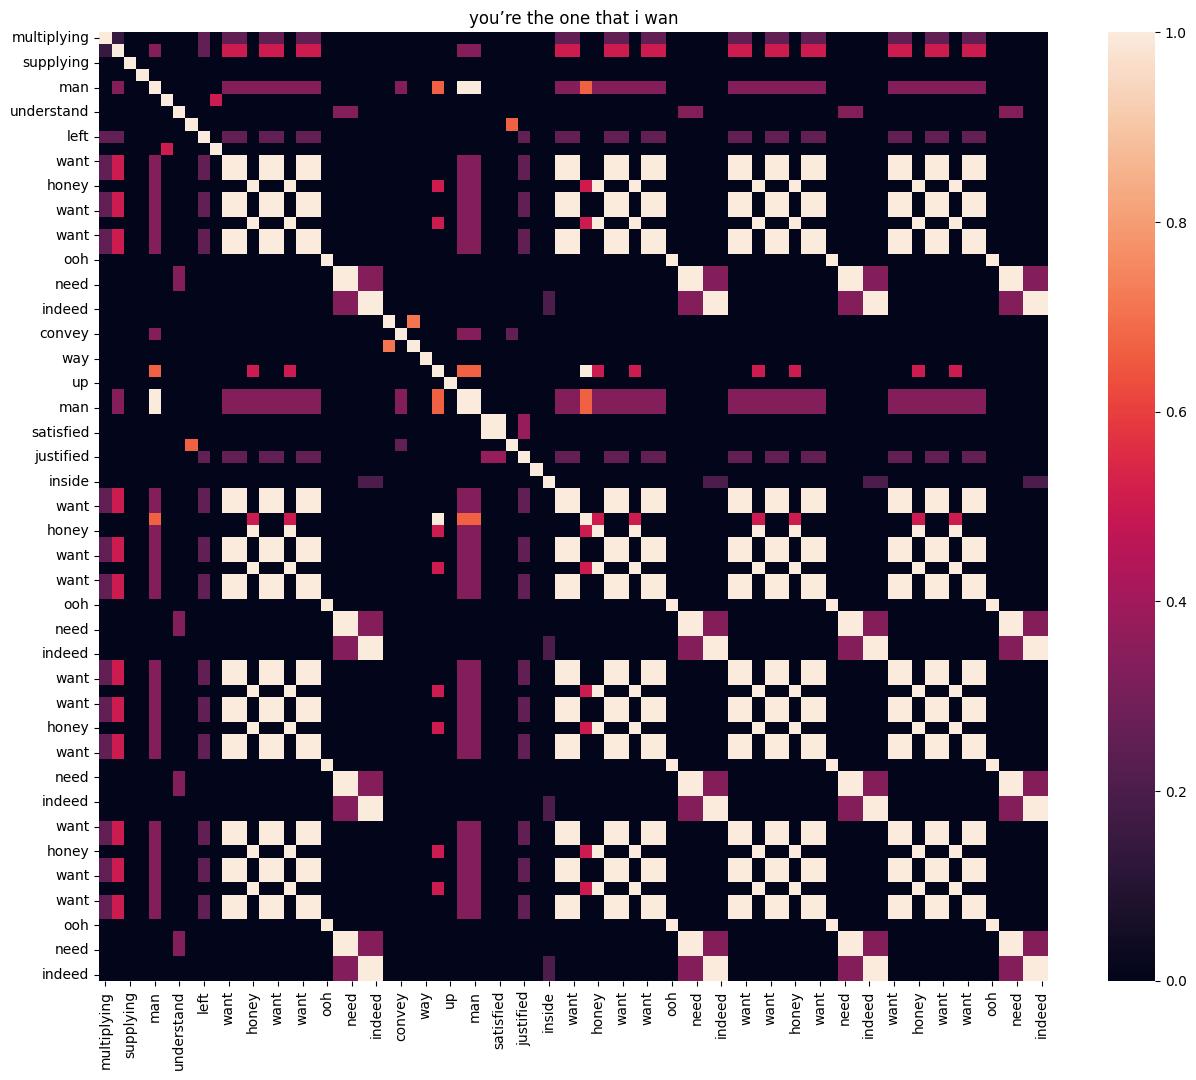 you’re the one that i wan
multiplying
supplying
man
understand
left
want
honey
want
want
ooh
need
indeed
convey
way
up
man
satisfied
justified
inside
want
honey
want
want
ooh
need
indeed
want
want
honey
want
need
indeed
want
honey
want
want
ooh
need
indeed
multiplying
supplying
man
understand
left
want
honey
want
want
ooh
need
indeed
convey
way
up
man
satisfied
justified
inside
want
honey
want
want
ooh
need
indeed
want
want
honey
want
need
indeed
want
honey
want
want
ooh
need
indeed
1.0
0.8
0.6
0.4
0.2
0.0